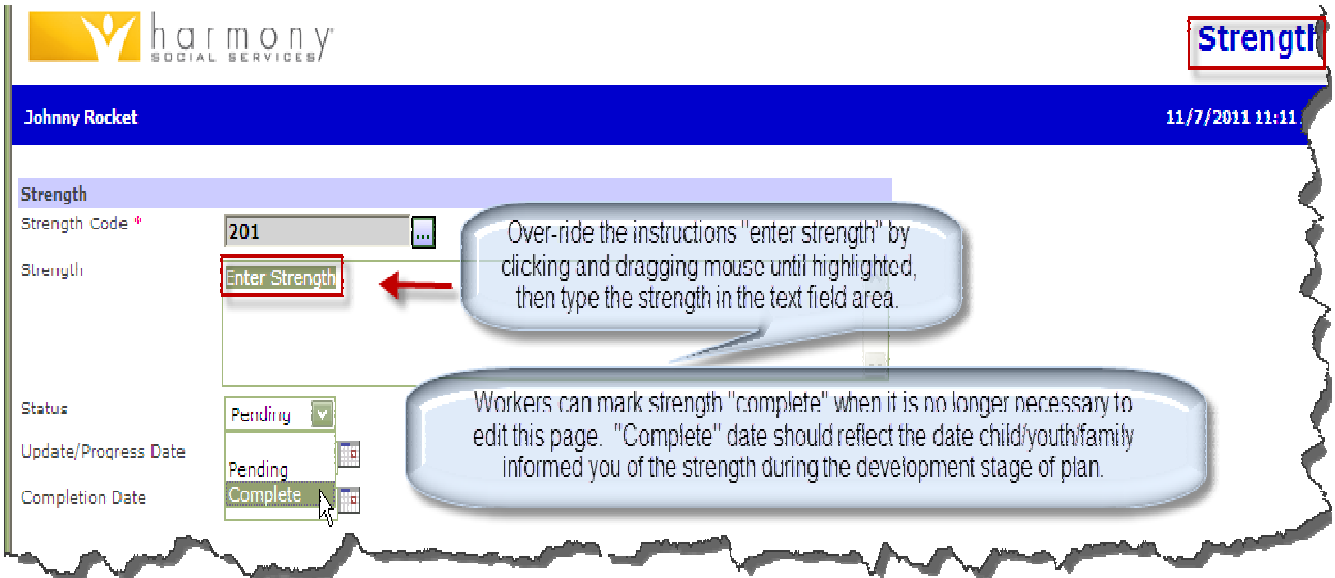 harmony
SOCIAL SERVICES
Strength
Johnny Rocket
11/7/2011 11:11
Strength
Strength Code *
201
...
Over-ride the instructions "enter strength" by
clicking and dragging mouse until highlighted,
then type the strength in the text field area.
Strength
Enter Strength
Workers can mark strength "complete" when it is no longer necessary to
edit this page. "Complete" date should reflect the date child/youth/family
informed you of the strength during the development stage of plan.
Status
Pending
Update/Progress Date
Pending
Completion Date
Complete